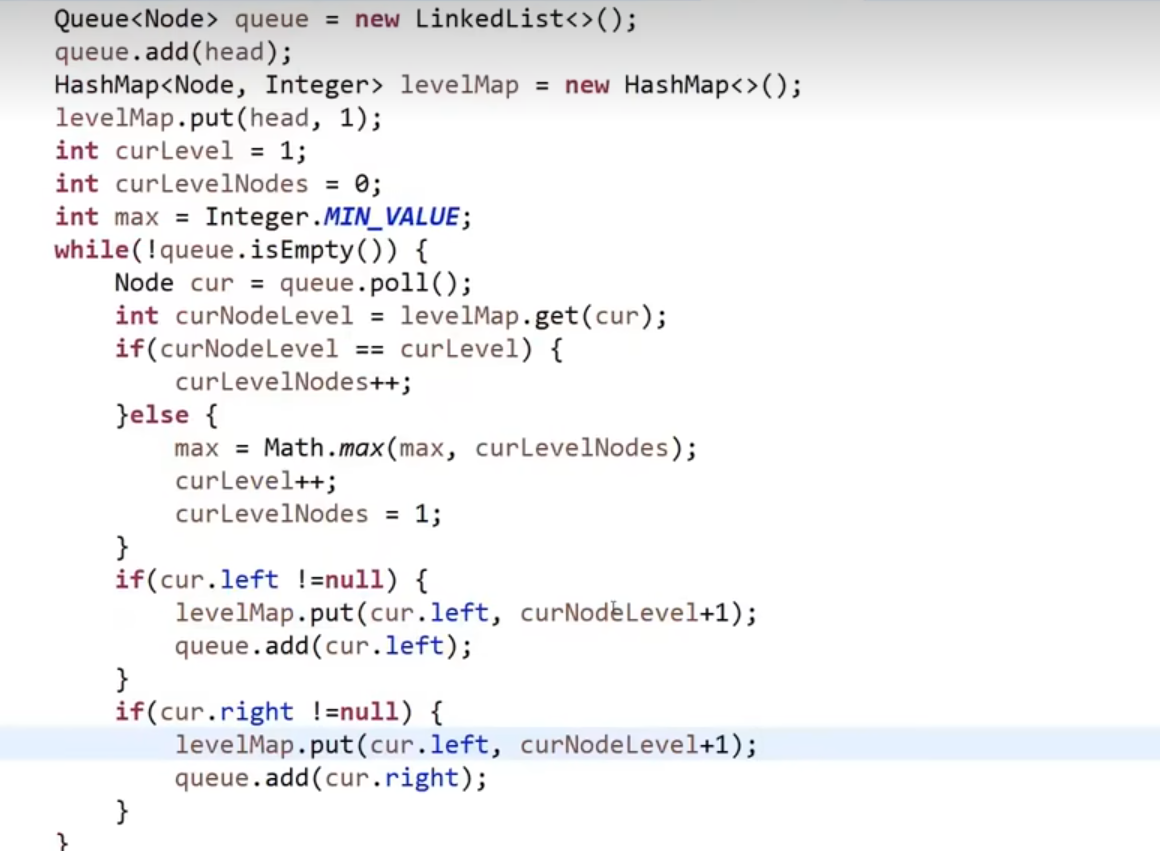 Queue<Node> queue = new LinkedList<>();
queue.add(head);
HashMap<Node, Integer> levelMap = new HashMap<>();
levelMap.put(head, 1);
int curLevel = 1;
int curLevelNodes = 0;
int max = Integer.MIN_VALUE;
while(!queue.isEmpty()) {
    Node cur = queue.poll();
    int curNodeLevel = levelMap.get(cur);
    if(curNodeLevel == curLevel) {
        curLevelNodes++;
    }else {
        max = Math.max(max, curLevelNodes);
        curLevel++;
        curLevelNodes = 1;
    }
    if(cur.left !=null) {
        levelMap.put(cur.left, curNodeLevel+1);
        queue.add(cur.left);
    }
    if(cur.right !=null) {
        levelMap.put(cur.left, curNodeLevel+1);
        queue.add(cur.right);
    }
}